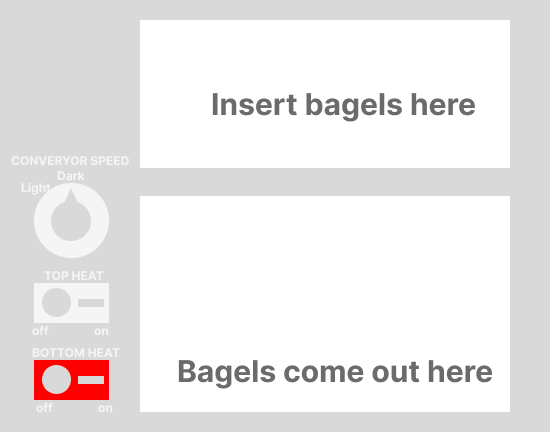 Insert bagels here
CONVERYOR SPEED
Dark
Light
TOP HEAT
off on
BOTTOM HEAT
off on
Bagels come out here